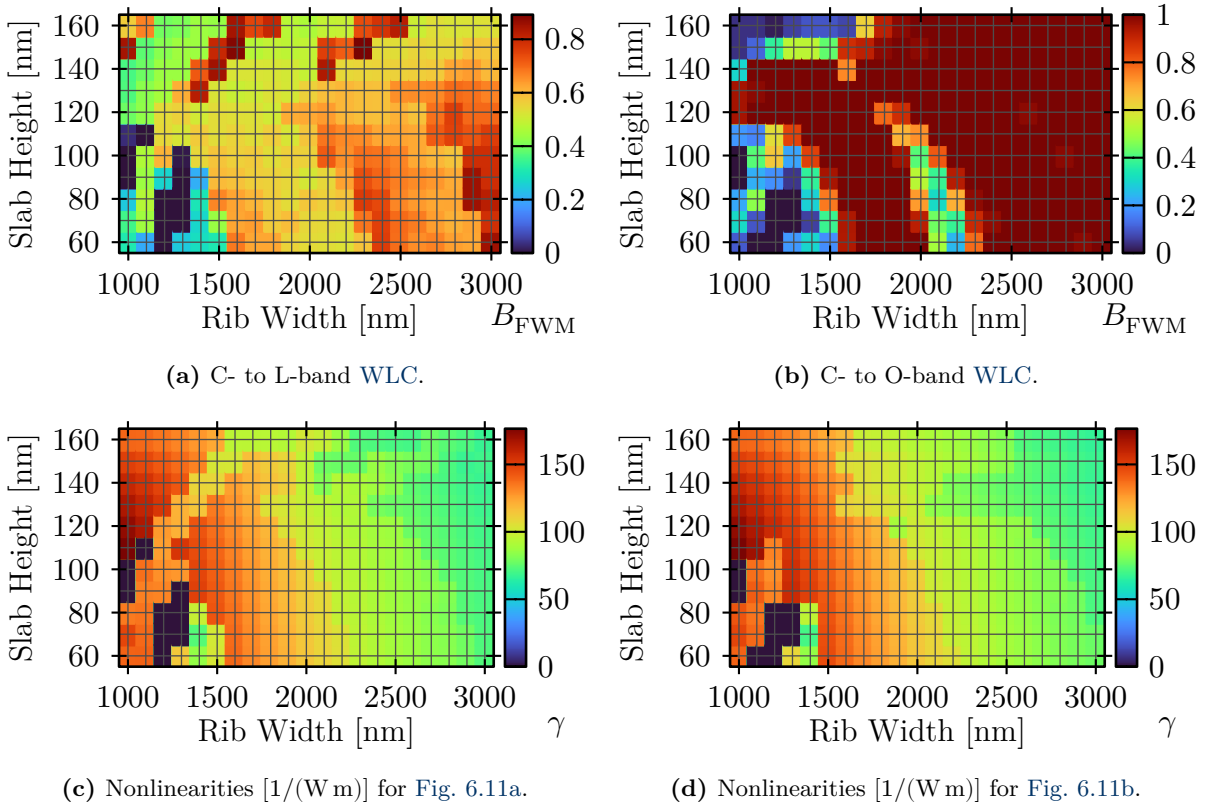 Slab Height [nm]
160
140
120
100
80
60
1000 1500 2000 2500 3000
Rib Width [nm]
0.8
0.6
0.4
0.2
0
B_FWM
(a) C- to L-band WLC.
Slab Height [nm]
160
140
120
100
80
60
1000 1500 2000 2500 3000
Rib Width [nm]
1
0.8
0.6
0.4
0.2
0
B_FWM
(b) C- to O-band WLC.
Slab Height [nm]
160
140
120
100
80
60
1000 1500 2000 2500 3000
Rib Width [nm]
150
100
50
0
γ
(c) Nonlinearities [1/(W m)] for Fig. 6.11a.
Slab Height [nm]
160
140
120
100
80
60
1000 1500 2000 2500 3000
Rib Width [nm]
150
100
50
0
γ
(d) Nonlinearities [1/(W m)] for Fig. 6.11b.